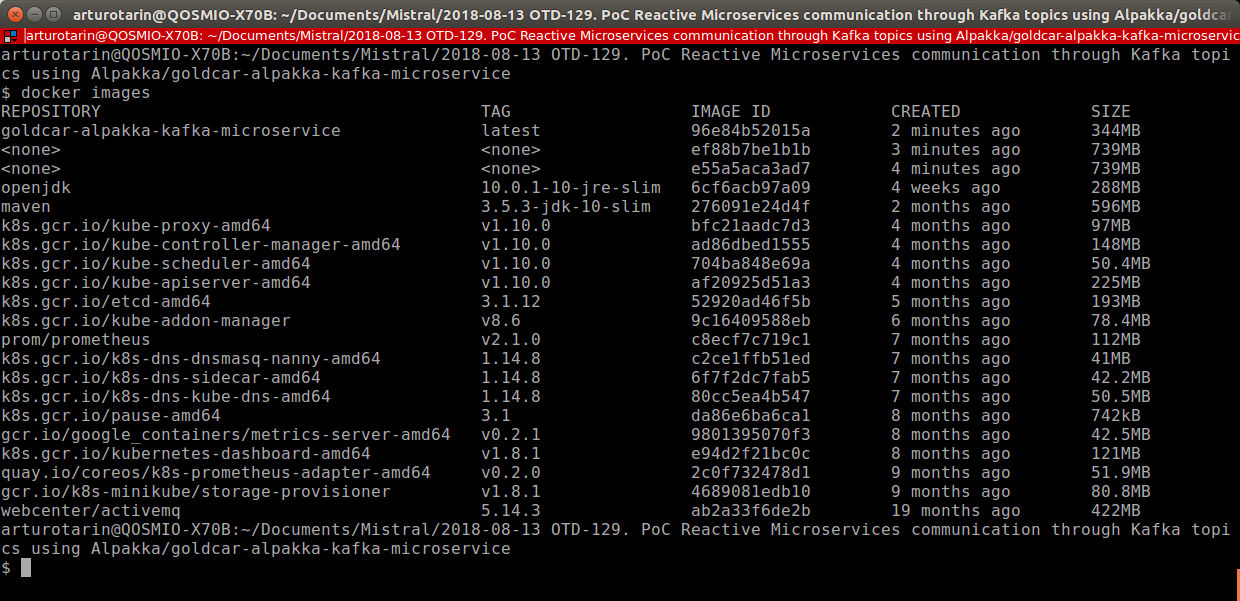 arturotarin@QOSMIO-X70B: ~/Documents/Mistral/2018-08-13 OTD-129. PoC Reactive Microservices communication through Kafka topics using Alpakka/goldcar
arturotarin@QOSMIO-X70B: ~/Documents/Mistral/2018-08-13 OTD-129. PoC Reactive Microservices communication through Kafka topics using Alpakka/goldcar-alpakka-kafka-microservic
arturotarin@QOSMIO-X70B:~/Documents/Mistral/2018-08-13 OTD-129. PoC Reactive Microservices communication through Kafka topi
cs using Alpakka/goldcar-alpakka-kafka-microservice
$ docker images
REPOSITORY TAG IMAGE ID CREATED SIZE
goldcar-alpakka-kafka-microservice latest 96e84b52015a 2 minutes ago 344MB
<none> <none> ef88b7be1b1b 3 minutes ago 739MB
<none> <none> e55a5aca3ad7 4 minutes ago 739MB
openjdk 10.0.1-10-jre-slim 6cf6acb97a09 4 weeks ago 288MB
maven 3.5.3-jdk-10-slim 276091e24d4f 2 months ago 596MB
k8s.gcr.io/kube-proxy-amd64 v1.10.0 bfc21aadc7d3 4 months ago 97MB
k8s.gcr.io/kube-controller-manager-amd64 v1.10.0 ad86dbed1555 4 months ago 148MB
k8s.gcr.io/kube-scheduler-amd64 v1.10.0 704ba848e69a 4 months ago 50.4MB
k8s.gcr.io/kube-apiserver-amd64 v1.10.0 af20925d51a3 4 months ago 225MB
k8s.gcr.io/etcd-amd64 3.1.12 52920ad46f5b 5 months ago 193MB
k8s.gcr.io/kube-addon-manager v8.6 9c16409588eb 6 months ago 78.4MB
prom/prometheus v2.1.0 c8ecf7c719c1 7 months ago 112MB
k8s.gcr.io/k8s-dns-dnsmasq-nanny-amd64 1.14.8 c2ce1ffb51ed 7 months ago 41MB
k8s.gcr.io/k8s-dns-sidecar-amd64 1.14.8 6f7f2dc7fab5 7 months ago 42.2MB
k8s.gcr.io/k8s-dns-kube-dns-amd64 1.14.8 80cc5ea4b547 7 months ago 50.5MB
k8s.gcr.io/pause-amd64 3.1 da86e6ba6ca1 8 months ago 742kB
gcr.io/google_containers/metrics-server-amd64 v0.2.1 9801395070f3 8 months ago 42.5MB
k8s.gcr.io/kubernetes-dashboard-amd64 v1.8.1 e94d2f21bc0c 8 months ago 121MB
quay.io/coreos/k8s-prometheus-adapter-amd64 v0.2.0 2c0f732478d1 9 months ago 51.9MB
gcr.io/k8s-minikube/storage-provisioner v1.8.1 4689081edb10 9 months ago 80.8MB
webcenter/activemq 5.14.3 ab2a33f6de2b 19 months ago 422MB
arturotarin@QOSMIO-X70B:~/Documents/Mistral/2018-08-13 OTD-129. PoC Reactive Microservices communication through Kafka topi
cs using Alpakka/goldcar-alpakka-kafka-microservice
$